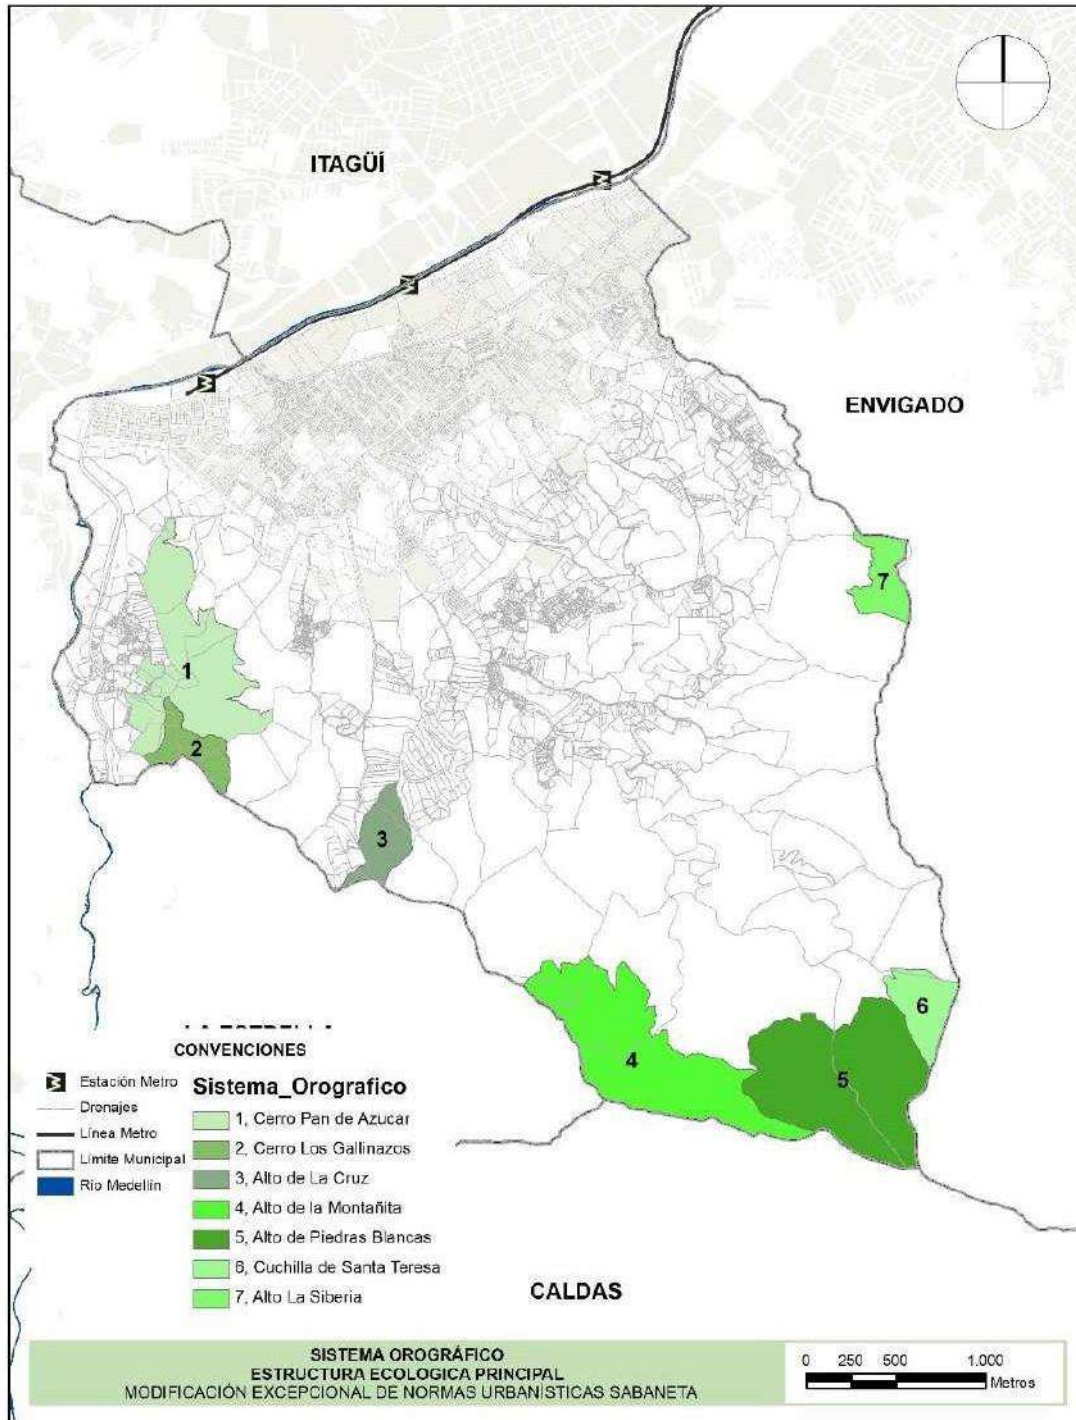 ITAGÜÍ
ENVIGADO
7
1
2
3
6
4
5
CONVENCIONES
Estación Metro
Drenajes
Línea Metro
Límite Municipal
Río Medellín
Sistema_Orografico
1, Cerro Pan de Azucar
2, Cerro Los Gallinazos
3, Alto de La Cruz
4, Alto de la Montañita
5, Alto de Piedras Blancas
6, Cuchilla de Santa Teresa
7, Alto La Siberia
CALDAS
SISTEMA OROGRÁFICO
ESTRUCTURA ECOLOGICA PRINCIPAL
MODIFICACIÓN EXCEPCIONAL DE NORMAS URBANÍSTICAS SABANETA
0 250 500 1.000
Metros